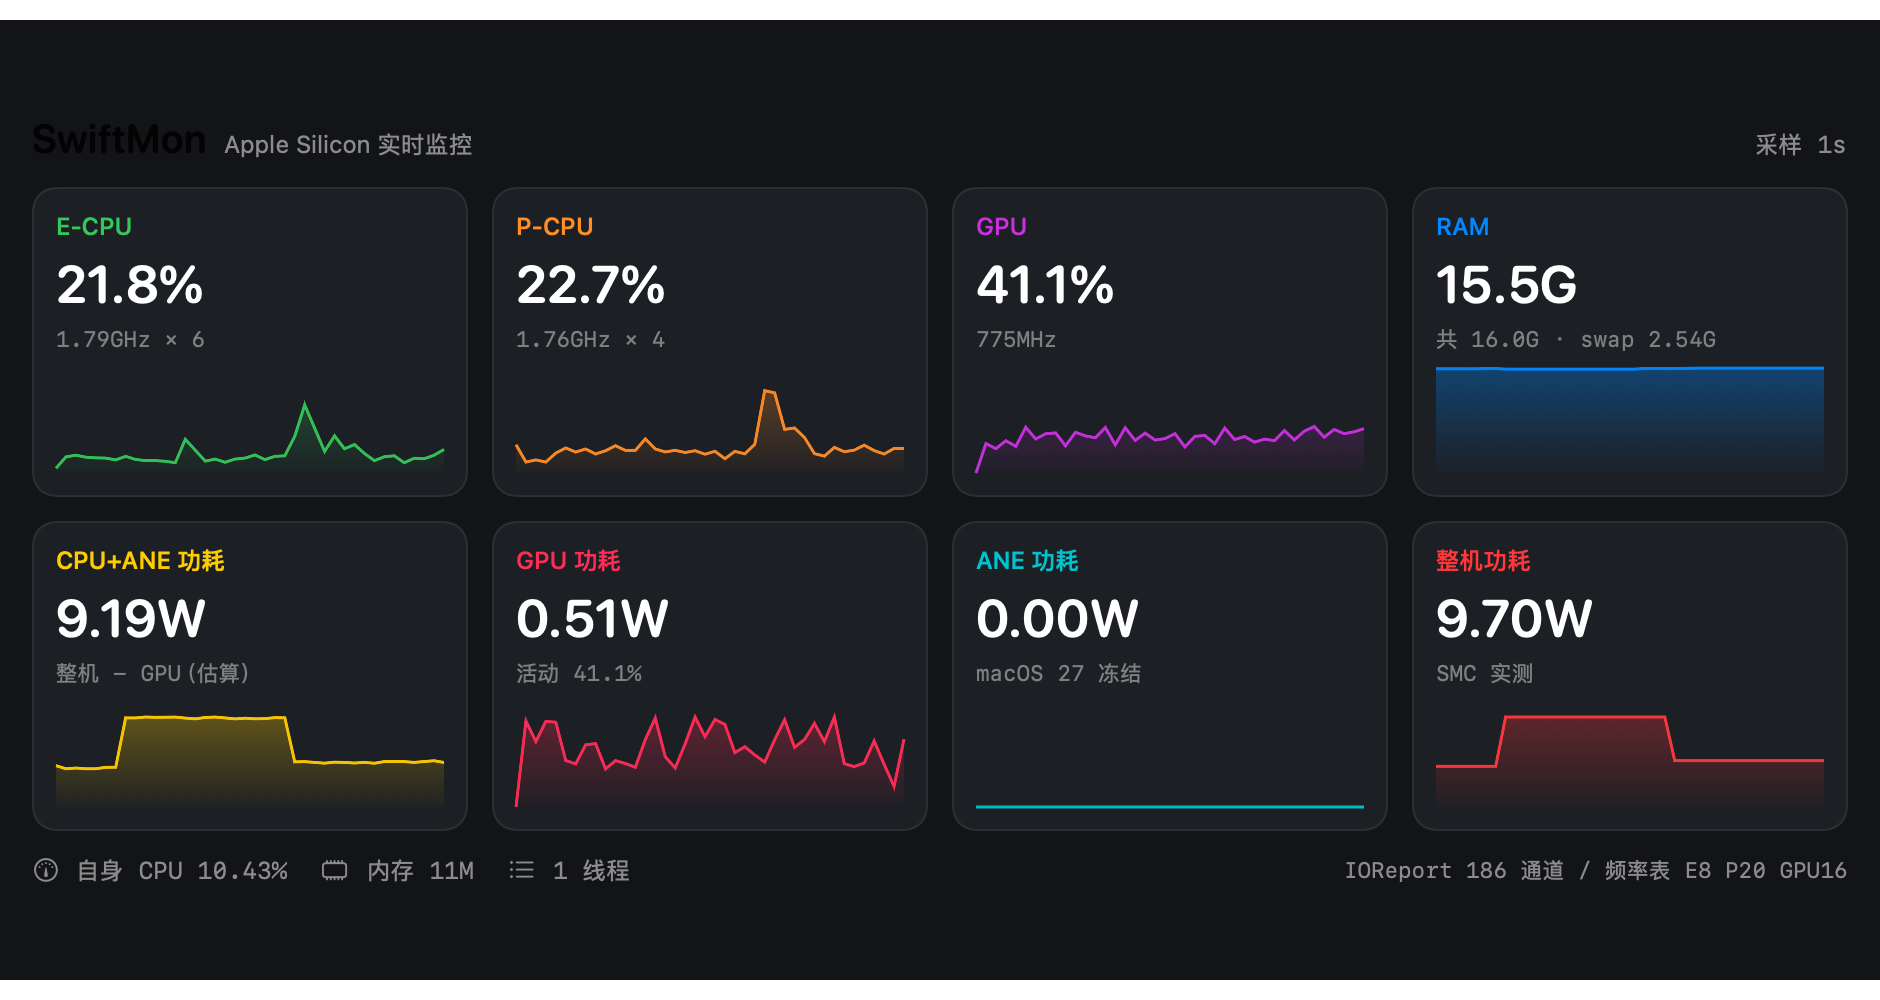 SwiftMon Apple Silicon 实时监控 采样 1s
E-CPU
21.8%
1.79GHz × 6
P-CPU
22.7%
1.76GHz × 4
GPU
41.1%
775MHz
RAM
15.5G
共 16.0G · swap 2.54G
CPU+ANE 功耗
9.19W
整机 − GPU(估算)
GPU 功耗
0.51W
活动 41.1%
ANE 功耗
0.00W
macOS 27 冻结
整机功耗
9.70W
SMC 实测
自身 CPU 10.43% 内存 11M 1 线程 IOReport 186 通道 / 频率表 E8 P20 GPU16